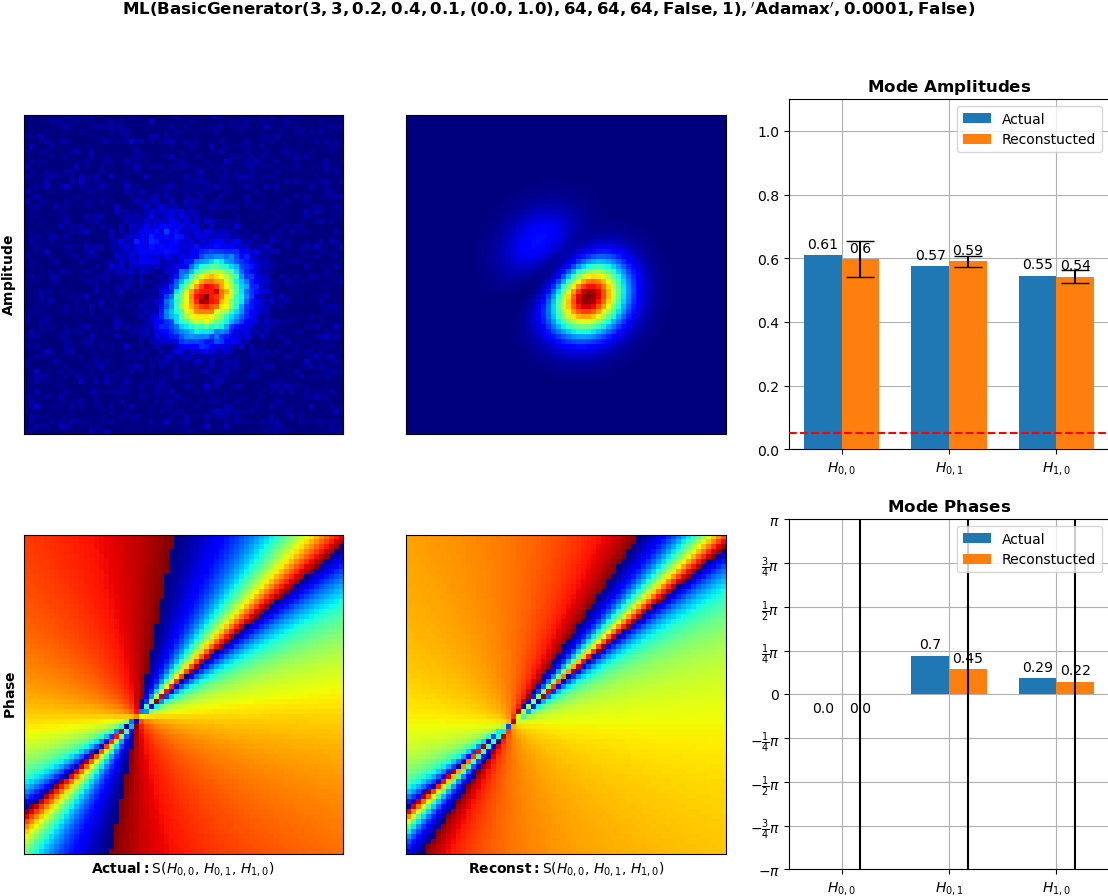 ML(BasicGenerator(3, 3, 0.2, 0.4, 0.1, (0.0, 1.0), 64, 64, 64, False, 1), 'Adamax', 0.0001, False)
Amplitude
Mode Amplitudes
Actual
Reconstucted
1.0
0.8
0.6
0.4
0.2
0.0
0.61
0.6
0.57
0.59
0.55
0.54
H0,0
H0,1
H1,0
Phase
Actual: S(H0,0, H0,1, H1,0)
Reconst: S(H0,0, H0,1, H1,0)
Mode Phases
Actual
Reconstucted
π
3/4π
1/2π
1/4π
0
−1/4π
−1/2π
−3/4π
−π
0.0
0.0
0.7
0.45
0.29
0.22
H0,0
H0,1
H1,0